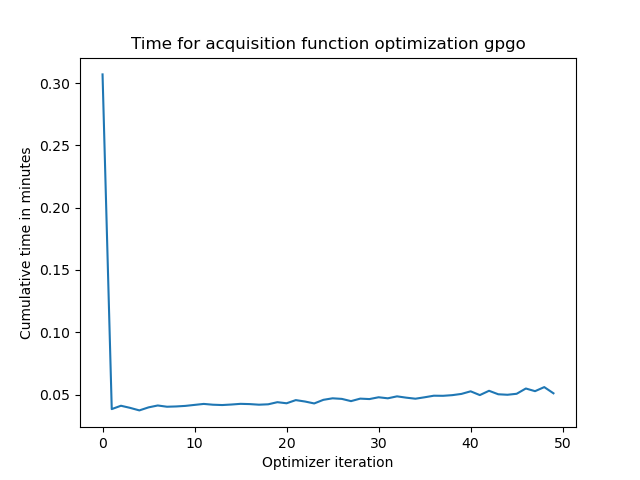 Time for acquisition function optimization gpgo
0.30
0.25
0.20
0.15
0.10
0.05
Cumulative time in minutes
0 10 20 30 40 50
Optimizer iteration